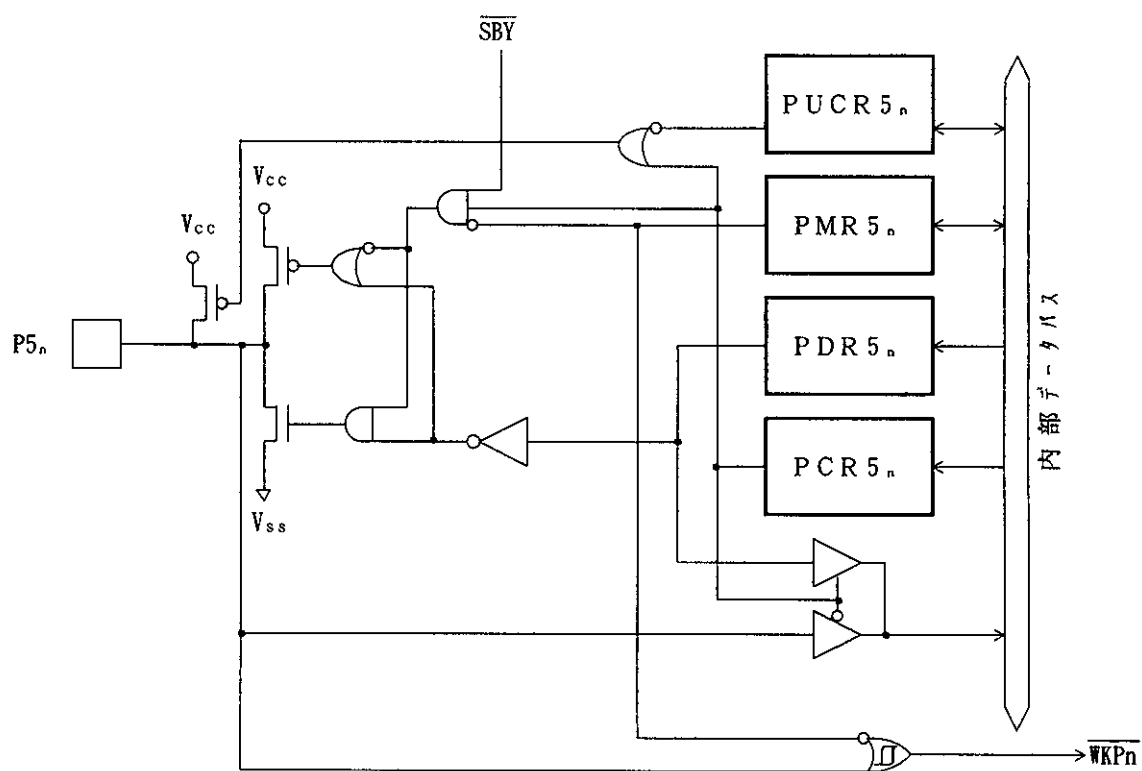 SBY
PUCR5n
VCC
VCC
PMR5n
P5n
PDR5n
内部データバス
PCR5n
VSS
WKPn